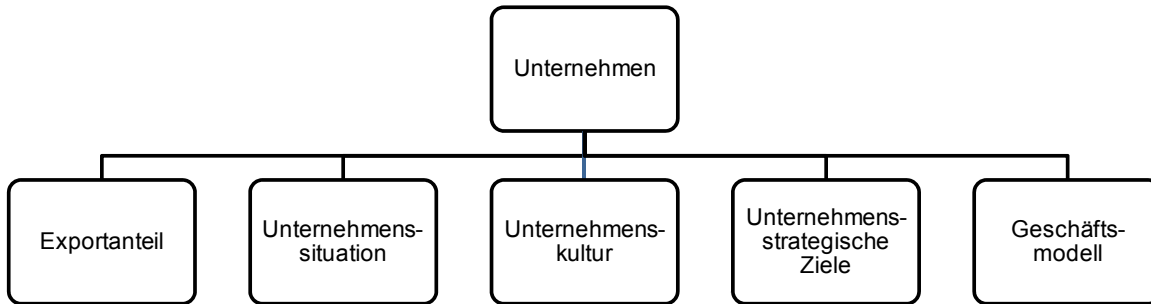 Unternehmen
Exportanteil
Unternehmens-
situation
Unternehmens-
kultur
Unternehmens-
strategische
Ziele
Geschäfts-
modell